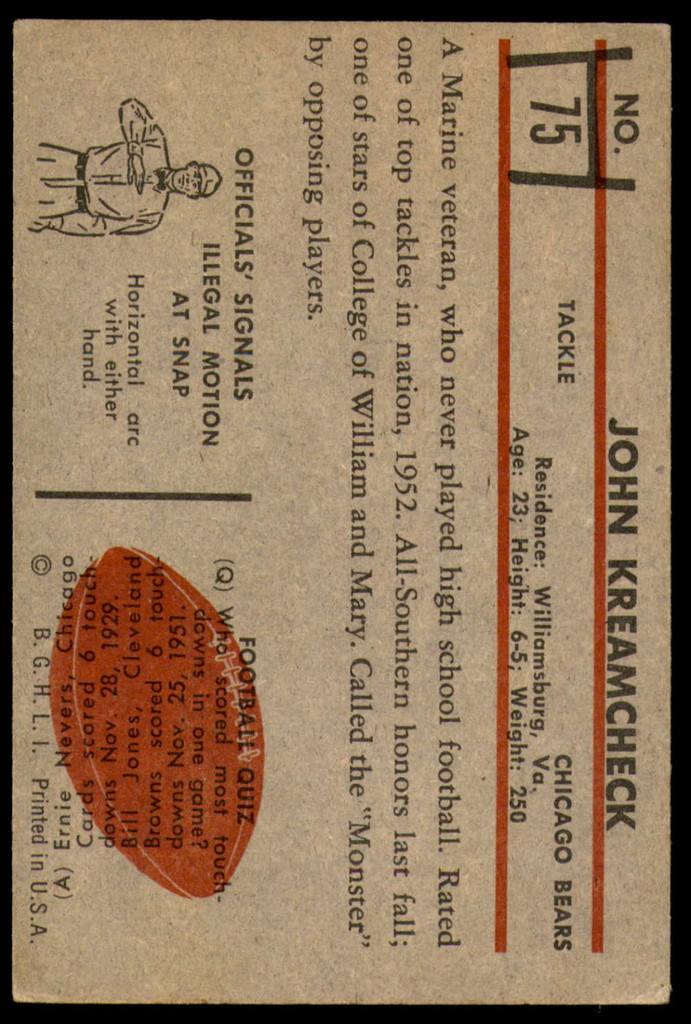 NO.
75
JOHN KREAMCHECK
TACKLE
CHICAGO BEARS
Residence: Williamsburg, Va.
Age: 23; Height: 6-5; Weight: 250
A Marine veteran, who never played high school football. Rated
one of top tackles in nation, 1952. All-Southern honors last fall;
one of stars of College of William and Mary. Called the "Monster"
by opposing players.
OFFICIALS' SIGNALS
ILLEGAL MOTION
AT SNAP
Horizontal arc
with either
hand.
FOOTBALL QUIZ
(Q) Who scored most touch-
downs in one game?
(A) Ernie Nevers, Chicago
Cards scored 6 touch-
downs Nov. 28, 1929.
Bill Jones, Cleveland
Browns scored 6 touch-
downs Nov. 25, 1951.
© B. G. H. L. I. Printed in U.S.A.